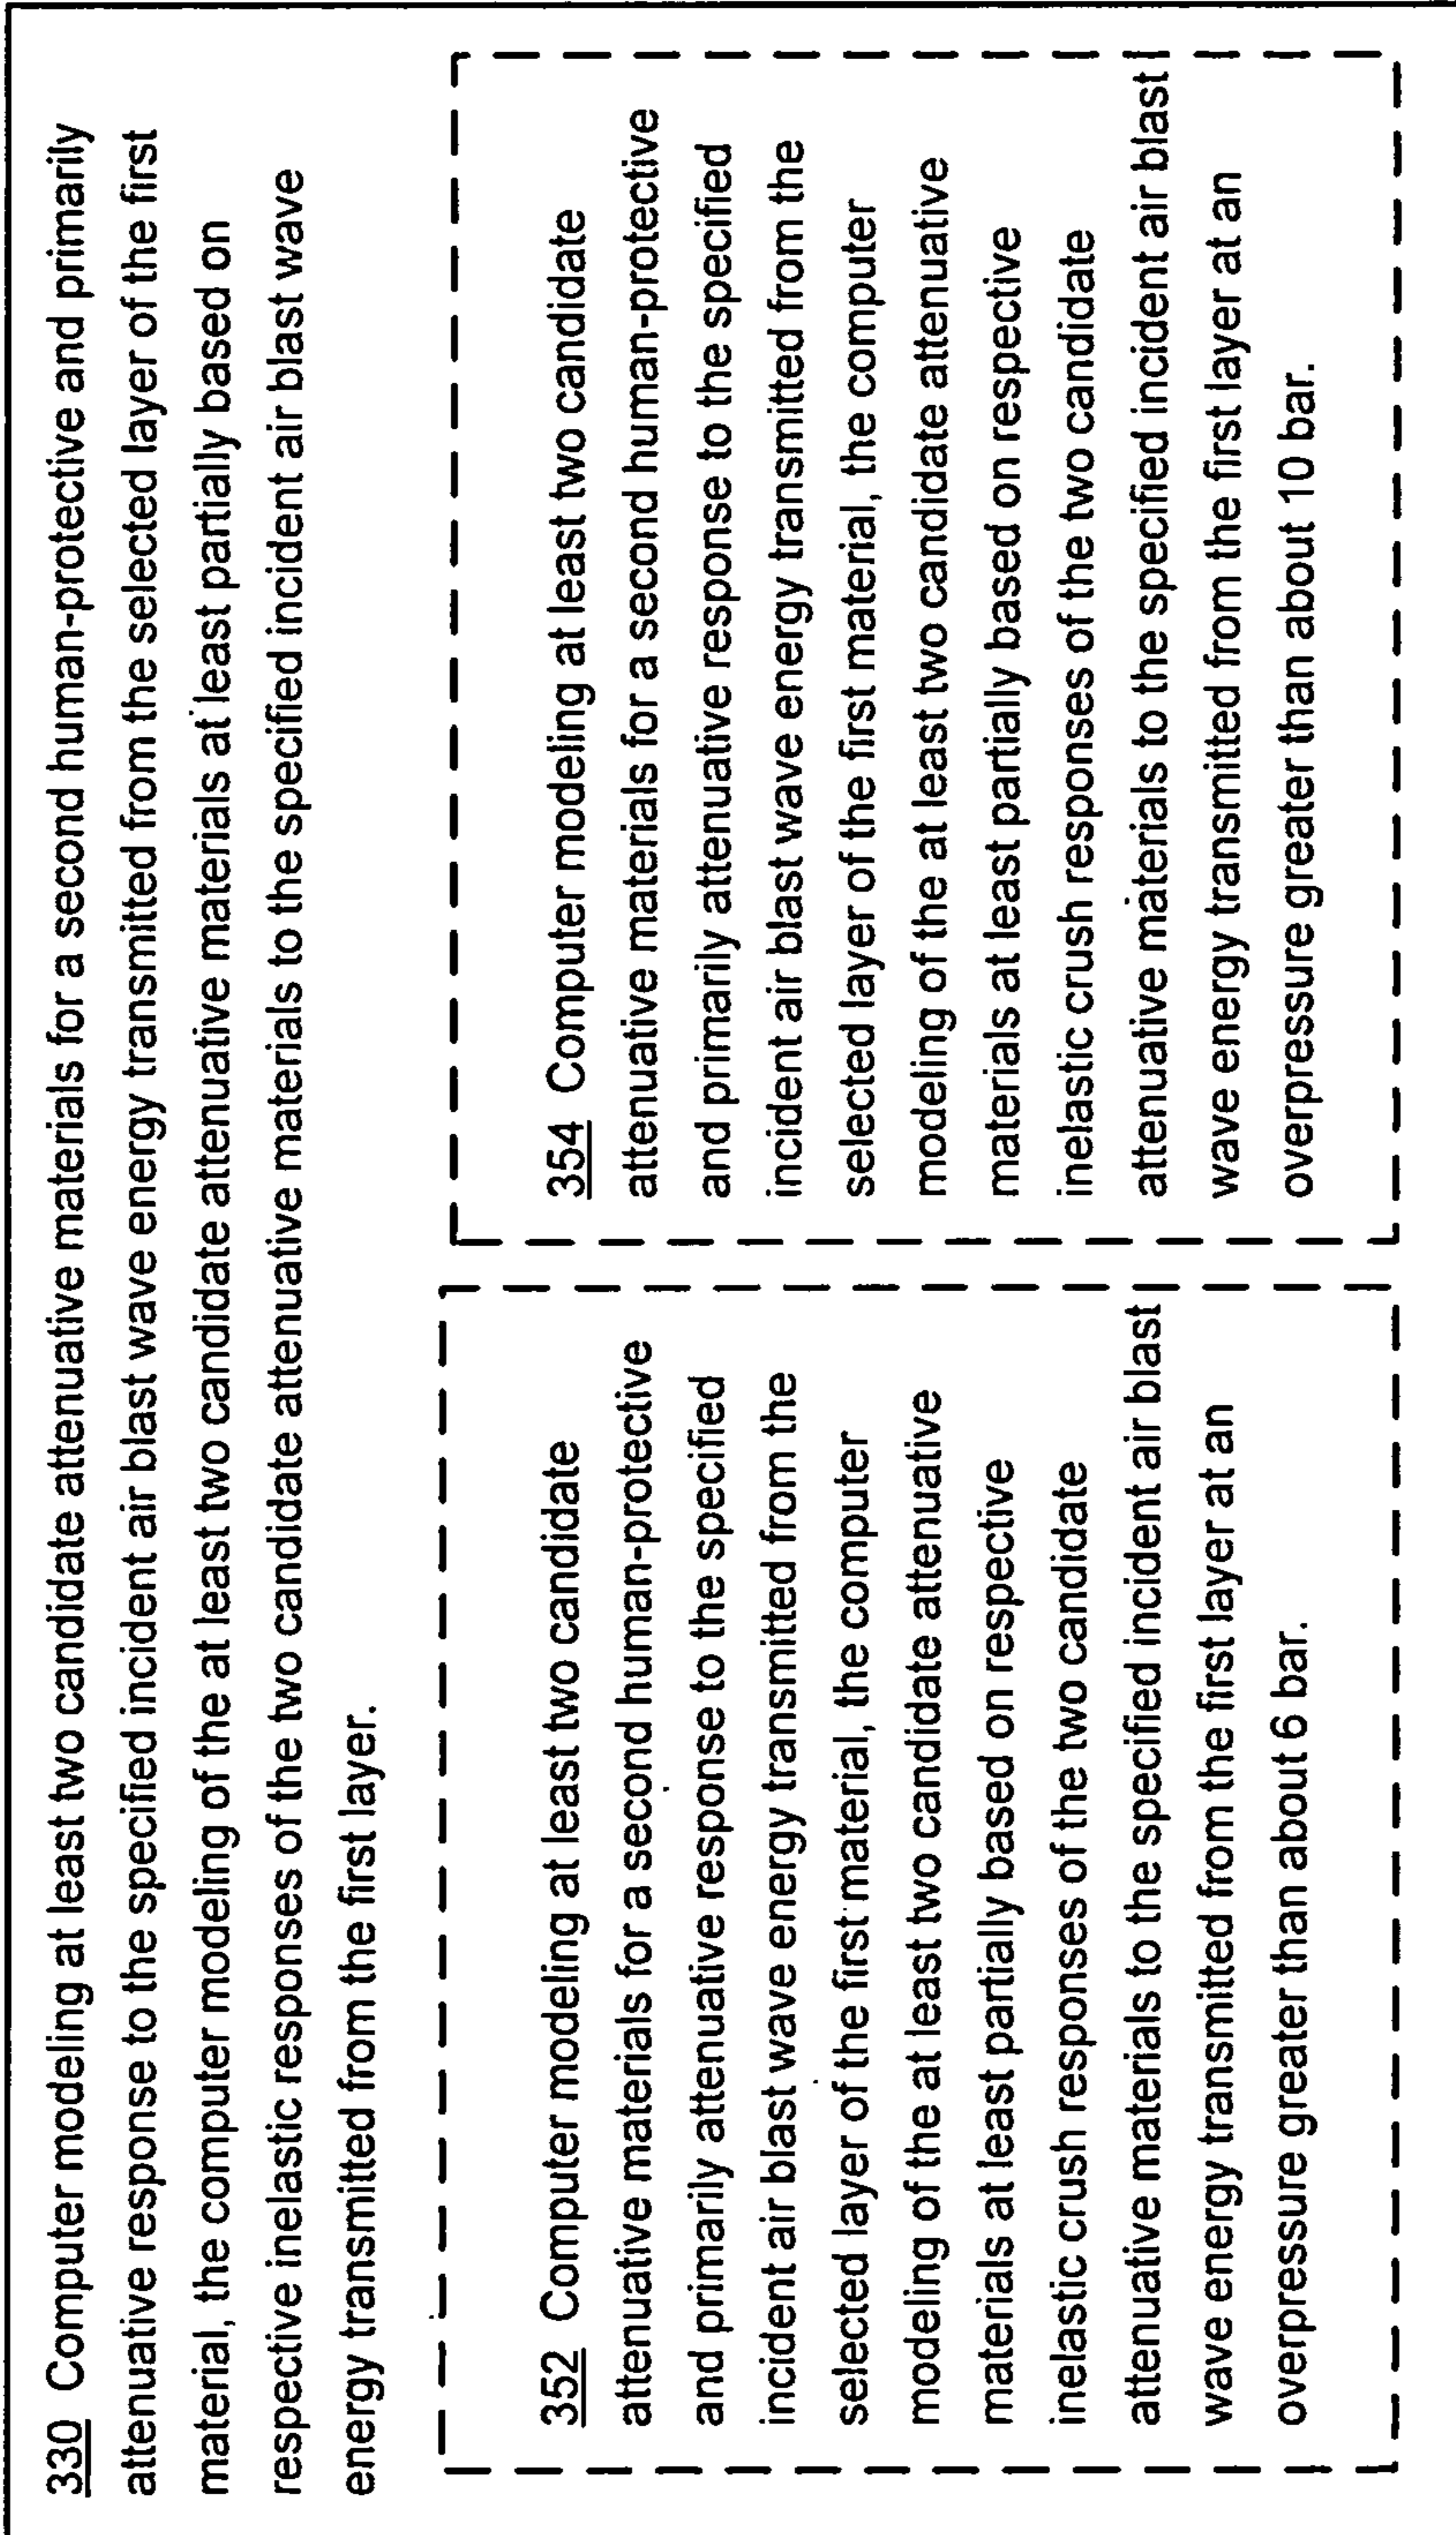 330 Computer modeling at least two candidate attenuative materials for a second human-protective and primarily
attenuative response to the specified incident air blast wave energy transmitted from the selected layer of the first
material, the computer modeling of the at least two candidate attenuative materials at least partially based on
respective inelastic responses of the two candidate attenuative materials to the specified incident air blast wave
energy transmitted from the first layer.
352 Computer modeling at least two candidate
attenuative materials for a second human-protective
and primarily attenuative response to the specified
incident air blast wave energy transmitted from the
selected layer of the first material, the computer
modeling of the at least two candidate attenuative
materials at least partially based on respective
inelastic crush responses of the two candidate
attenuative materials to the specified incident air blast
wave energy transmitted from the first layer at an
overpressure greater than about 6 bar.
354 Computer modeling at least two candidate
attenuative materials for a second human-protective
and primarily attenuative response to the specified
incident air blast wave energy transmitted from the
selected layer of the first material, the computer
modeling of the at least two candidate attenuative
materials at least partially based on respective
inelastic crush responses of the two candidate
attenuative materials to the specified incident air blast
wave energy transmitted from the first layer at an
overpressure greater than about 10 bar.